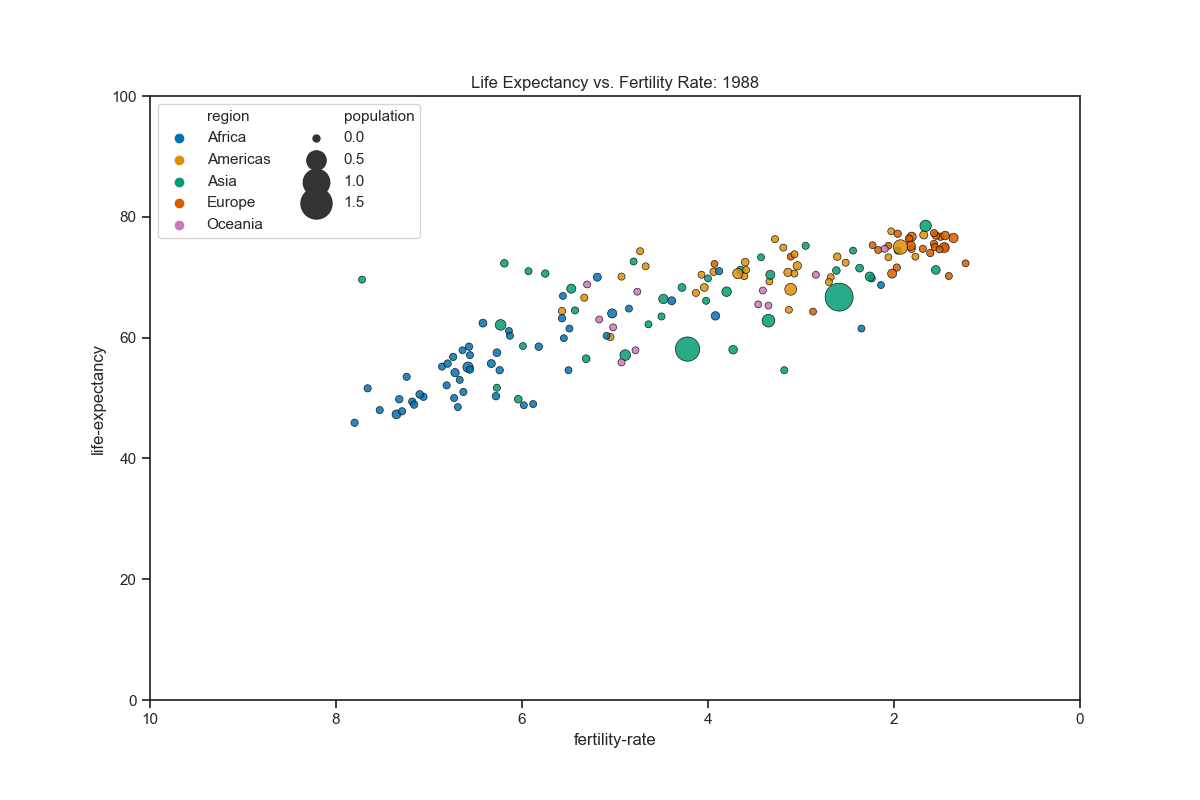 Life Expectancy vs. Fertility Rate: 1988
100
80
60
40
20
0
life-expectancy
region
Africa
Americas
Asia
Europe
Oceania
population
0.0
0.5
1.0
1.5
10
8
6
4
2
0
fertility-rate